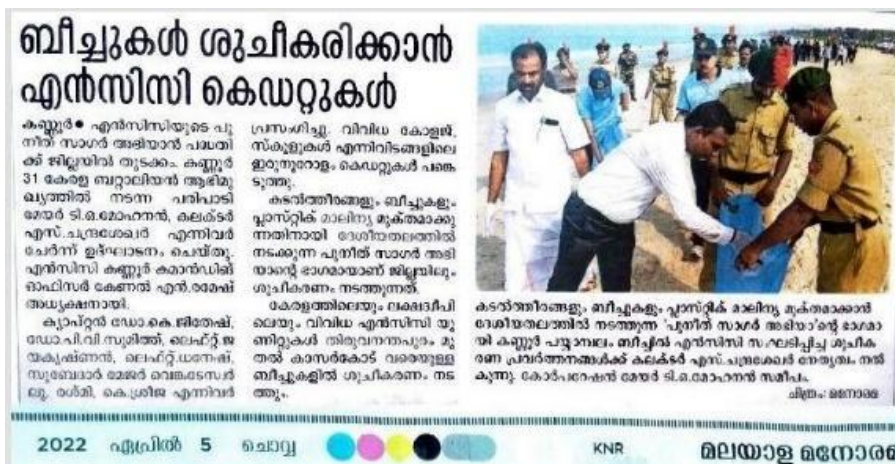 ബീച്ചുകൾ ശുചീകരിക്കാൻ
എൻസിസി കെഡറ്റുകൾ
കണ്ണൂർ● എൻസിസിയുടെ പു
നീത് സാഗർ അഭിയാൻ പദ്ധതി
ക്ക് ജില്ലയിൽ തുടക്കം. കണ്ണൂർ
31 കേരള ബറ്റാലിയൻ ആഭിമു
ഖ്യത്തിൽ നടന്ന പരിപാടി
മേയർ ടി.ഒ.മോഹനൻ, കലക്ടർ
എസ്.ചന്ദ്രശേഖർ എന്നിവർ
ചേർന്ന് ഉദ്ഘാടനം ചെയ്തു.
എൻസിസി കണ്ണൂർ കമാൻഡിങ്
ഓഫിസർ കേണൽ എൻ.രമേഷ്
അധ്യക്ഷനായി.
ക്യാപ്റ്റൻ ഡോ.കെ.ജിതേഷ്,
ഡോ.പി.വി.സുമിത്ത്, ലെഫ്റ്റ്.ജ
യകൃഷ്ണൻ, ലെഫ്റ്റ്.ധനേഷ്,
സുബേദാർ മേജർ വെങ്കടേസ്വ
ലു, രശ്മി, കെ.ശ്രീജ എന്നിവർ
പ്രസംഗിച്ചു. വിവിധ കോളജ്,
സ്കൂളുകൾ എന്നിവിടങ്ങളിലെ
ഇരുനൂറോളം കെഡറ്റുകൾ പങ്കെ
ടുത്തു.
കടൽത്തീരങ്ങളും ബീച്ചുകളും
പ്ലാസ്റ്റിക് മാലിന്യ മുക്തമാക്കു
ന്നതിനായി ദേശീയതലത്തിൽ
നടക്കുന്ന പുനീത് സാഗർ അഭി
യാന്റെ ഭാഗമായാണ് ജില്ലയിലും
ശുചീകരണം നടത്തുന്നത്.
കേരളത്തിലെയും ലക്ഷദ്വീപി
ലെയും വിവിധ എൻസിസി യൂ
ണിറ്റുകൾ തിരുവനന്തപുരം മു
തൽ കാസർകോട് വരെയുള്ള
ബീച്ചുകളിൽ ശുചീകരണം നട
ത്തും.
കടൽത്തീരങ്ങളും ബീച്ചുകളും പ്ലാസ്റ്റിക് മാലിന്യ മുക്തമാക്കാൻ
ദേശീയതലത്തിൽ നടത്തുന്ന 'പുനീത് സാഗർ അഭിയാ'ന്റെ ഭാഗമാ
യി കണ്ണൂർ പയ്യാമ്പലം ബീച്ചിൽ എൻസിസി സംഘടിപ്പിച്ച ശുചീക
രണ പ്രവർത്തനങ്ങൾക്ക് കലക്ടർ എസ്.ചന്ദ്രശേഖർ നേതൃത്വം നൽ
കുന്നു. കോർപറേഷൻ മേയർ ടി.ഒ.മോഹനൻ സമീപം.
ചിത്രം: മനോരമ
2022 ഏപ്രിൽ 5 ചൊവ്വ
KNR
മലയാള മനോരമ